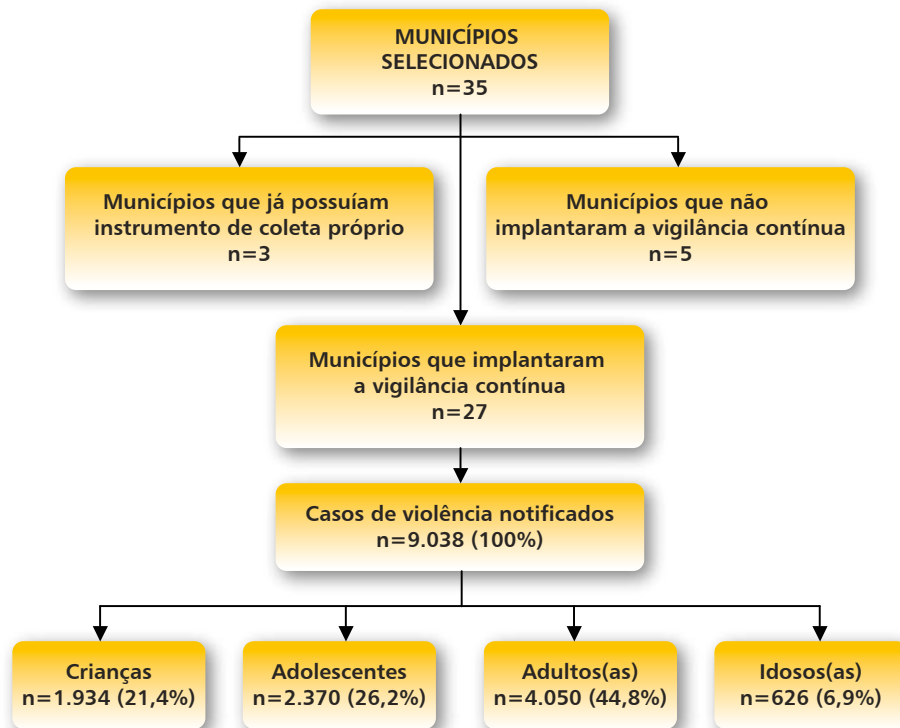 MUNICÍPIOS
SELECIONADOS
n=35
Municípios que já possuíam
instrumento de coleta próprio
n=3
Municípios que não
implantaram a vigilância contínua
n=5
Municípios que implantaram
a vigilância contínua
n=27
Casos de violência notificados
n=9.038 (100%)
Crianças
n=1.934 (21,4%)
Adolescentes
n=2.370 (26,2%)
Adultos(as)
n=4.050 (44,8%)
Idosos(as)
n=626 (6,9%)